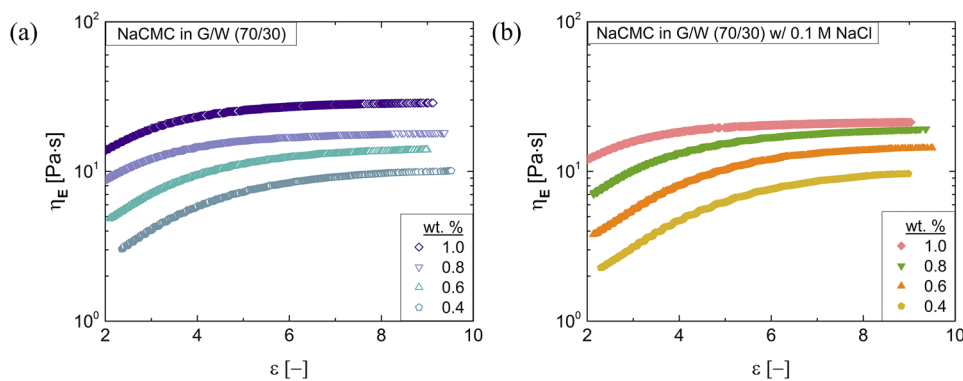 (a)
NaCMC in G/W (70/30)
10²
10¹
10⁰
ηE [Pa·s]
wt. %
1.0
0.8
0.6
0.4
2 4 6 8 10
ε [–]
(b)
NaCMC in G/W (70/30) w/ 0.1 M NaCl
10²
10¹
10⁰
ηE [Pa·s]
wt. %
1.0
0.8
0.6
0.4
2 4 6 8 10
ε [–]